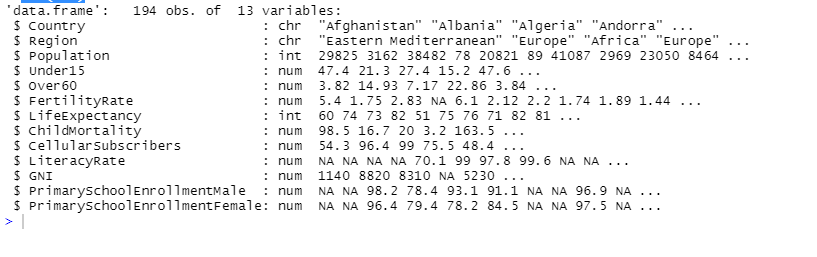 'data.frame':   194 obs. of  13 variables:
 $ Country                      : chr  "Afghanistan" "Albania" "Algeria" "Andorra" ...
 $ Region                       : chr  "Eastern Mediterranean" "Europe" "Africa" "Europe" ...
 $ Population                   : int  29825 3162 38482 78 20821 89 41087 2969 23050 8464 ...
 $ Under15                      : num  47.4 21.3 27.4 15.2 47.6 ...
 $ Over60                       : num  3.82 14.93 7.17 22.86 3.84 ...
 $ FertilityRate                : num  5.4 1.75 2.83 NA 6.1 2.12 2.2 1.74 1.89 1.44 ...
 $ LifeExpectancy               : int  60 74 73 82 51 75 76 71 82 81 ...
 $ ChildMortality               : num  98.5 16.7 20 3.2 163.5 ...
 $ CellularSubscribers          : num  54.3 96.4 99 75.5 48.4 ...
 $ LiteracyRate                 : num  NA NA NA NA 70.1 99 97.8 99.6 NA NA ...
 $ GNI                          : num  1140 8820 8310 NA 5230 ...
 $ PrimarySchoolEnrollmentMale  : num  NA NA 98.2 78.4 93.1 91.1 NA NA 96.9 NA ...
 $ PrimarySchoolEnrollmentFemale: num  NA NA 96.4 79.4 78.2 84.5 NA NA 97.5 NA ...
>